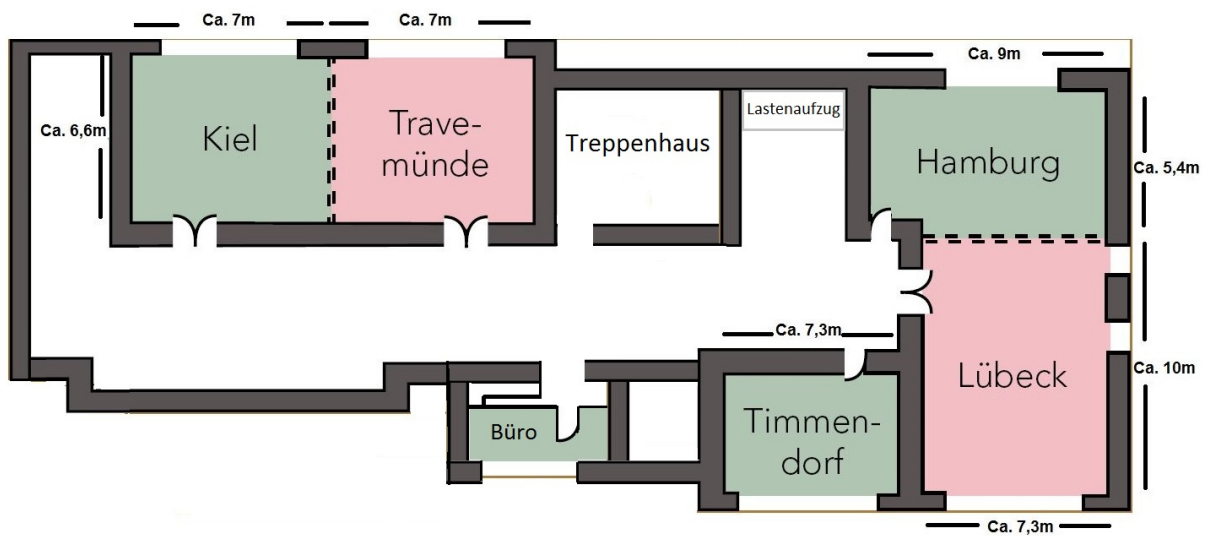 Ca. 7m
Ca. 7m
Ca. 9m
Ca. 6,6m
Kiel
Trave-
münde
Treppenhaus
Lastenaufzug
Hamburg
Ca. 5,4m
Ca. 7,3m
Lübeck
Ca. 10m
Büro
Timmen-
dorf
Ca. 7,3m